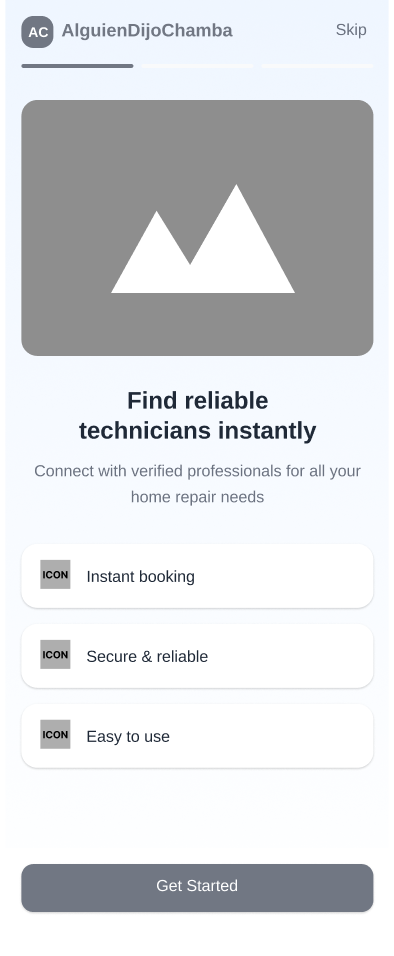 AC AlguienDijoChamba Skip
Find reliable
technicians instantly
Connect with verified professionals for all your
home repair needs
ICON Instant booking
ICON Secure & reliable
ICON Easy to use
Get Started